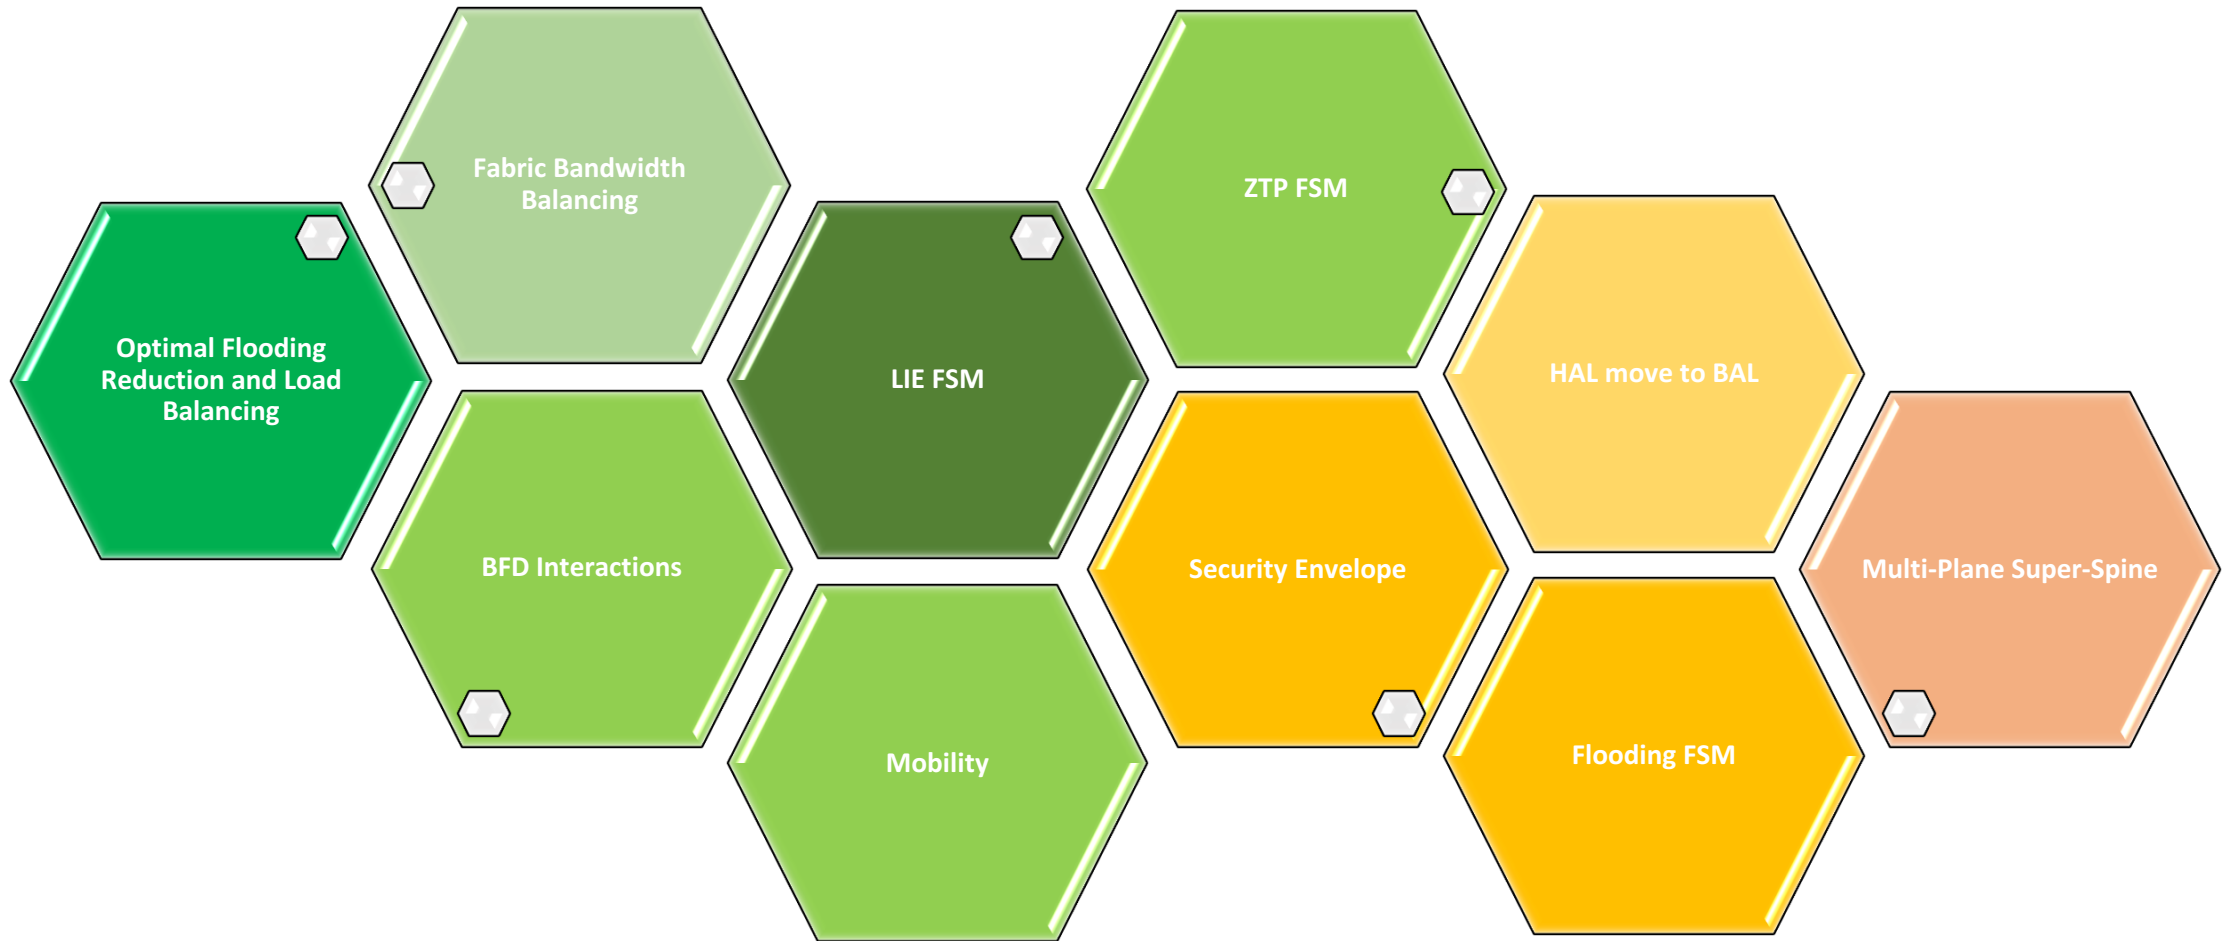 Fabric Bandwidth
Balancing
ZTP FSM
Optimal Flooding
Reduction and Load
Balancing
LIE FSM
HAL move to BAL
BFD Interactions
Security Envelope
Multi-Plane Super-Spine
Mobility
Flooding FSM